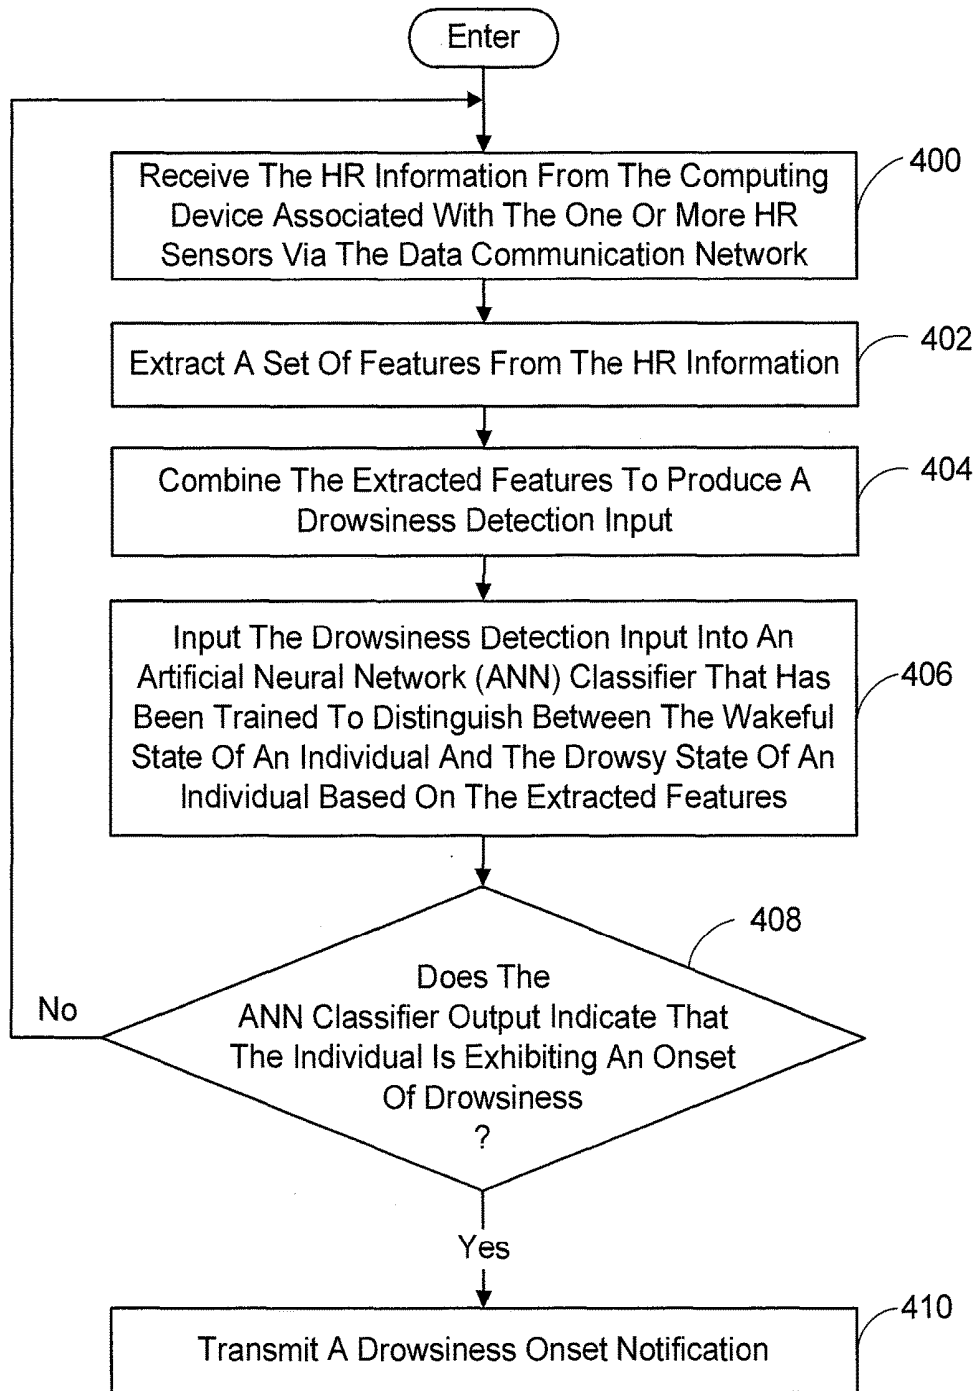 Enter
Receive The HR Information From The Computing
Device Associated With The One Or More HR
Sensors Via The Data Communication Network
400
Extract A Set Of Features From The HR Information
402
Combine The Extracted Features To Produce A
Drowsiness Detection Input
404
Input The Drowsiness Detection Input Into An
Artificial Neural Network (ANN) Classifier That Has
Been Trained To Distinguish Between The Wakeful
State Of An Individual And The Drowsy State Of An
Individual Based On The Extracted Features
406
408
Does The
ANN Classifier Output Indicate That
The Individual Is Exhibiting An Onset
Of Drowsiness
?
No
Yes
Transmit A Drowsiness Onset Notification
410